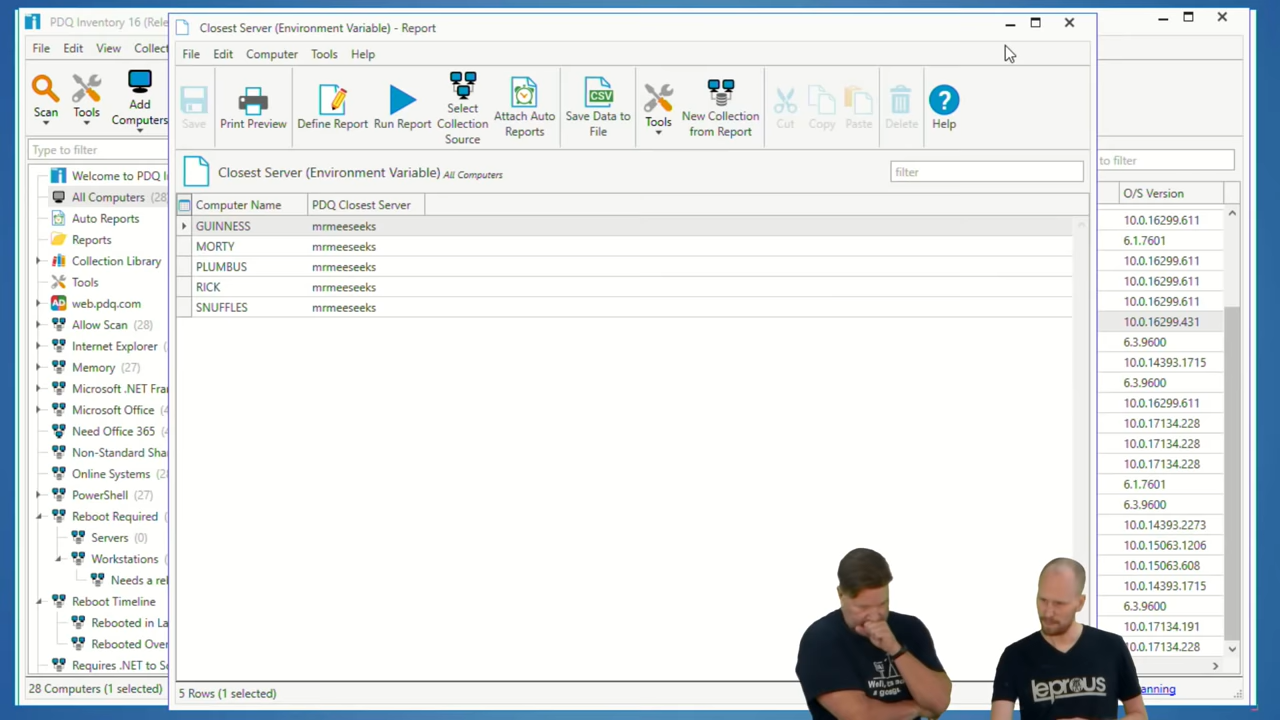 PDQ Inventory 16 (Rele
File Edit View Collect
Scan
Tools
Add
Computers
Type to filter
Welcome to PDQ I
All Computers (28
Auto Reports
Reports
Collection Library
Tools
web.pdq.com
Allow Scan (28)
Internet Explorer
Memory (27)
Microsoft .NET Fra
Microsoft Office (4
Need Office 365 (
Non-Standard Sha
Online Systems (2
PowerShell (27)
Reboot Required (
Servers (0)
Workstations
Needs a rel
Reboot Timeline
Rebooted in La
Rebooted Over
Requires .NET to S
28 Computers (1 selected)
Closest Server (Environment Variable) - Report
File Edit Computer Tools Help
Save
Print Preview
Define Report
Run Report
Select
Collection
Source
Attach Auto
Reports
CSV
Save Data to
File
Tools
New Collection
from Report
Cut
Copy
Paste
Delete
?
Help
Closest Server (Environment Variable) All Computers
filter
Computer Name PDQ Closest Server
GUINNESS mrmeeseeks
MORTY mrmeeseeks
PLUMBUS mrmeeseeks
RICK mrmeeseeks
SNUFFLES mrmeeseeks
5 Rows (1 selected)
to filter
O/S Version
10.0.16299.611
6.1.7601
10.0.16299.611
10.0.16299.611
10.0.16299.611
10.0.16299.431
6.3.9600
10.0.14393.1715
6.3.9600
10.0.16299.611
10.0.17134.228
10.0.17134.228
10.0.17134.228
6.1.7601
6.3.9600
10.0.14393.2273
10.0.15063.1206
10.0.15063.608
10.0.14393.1715
6.3.9600
10.0.17134.191
0.0.17134.228
anning
leprous